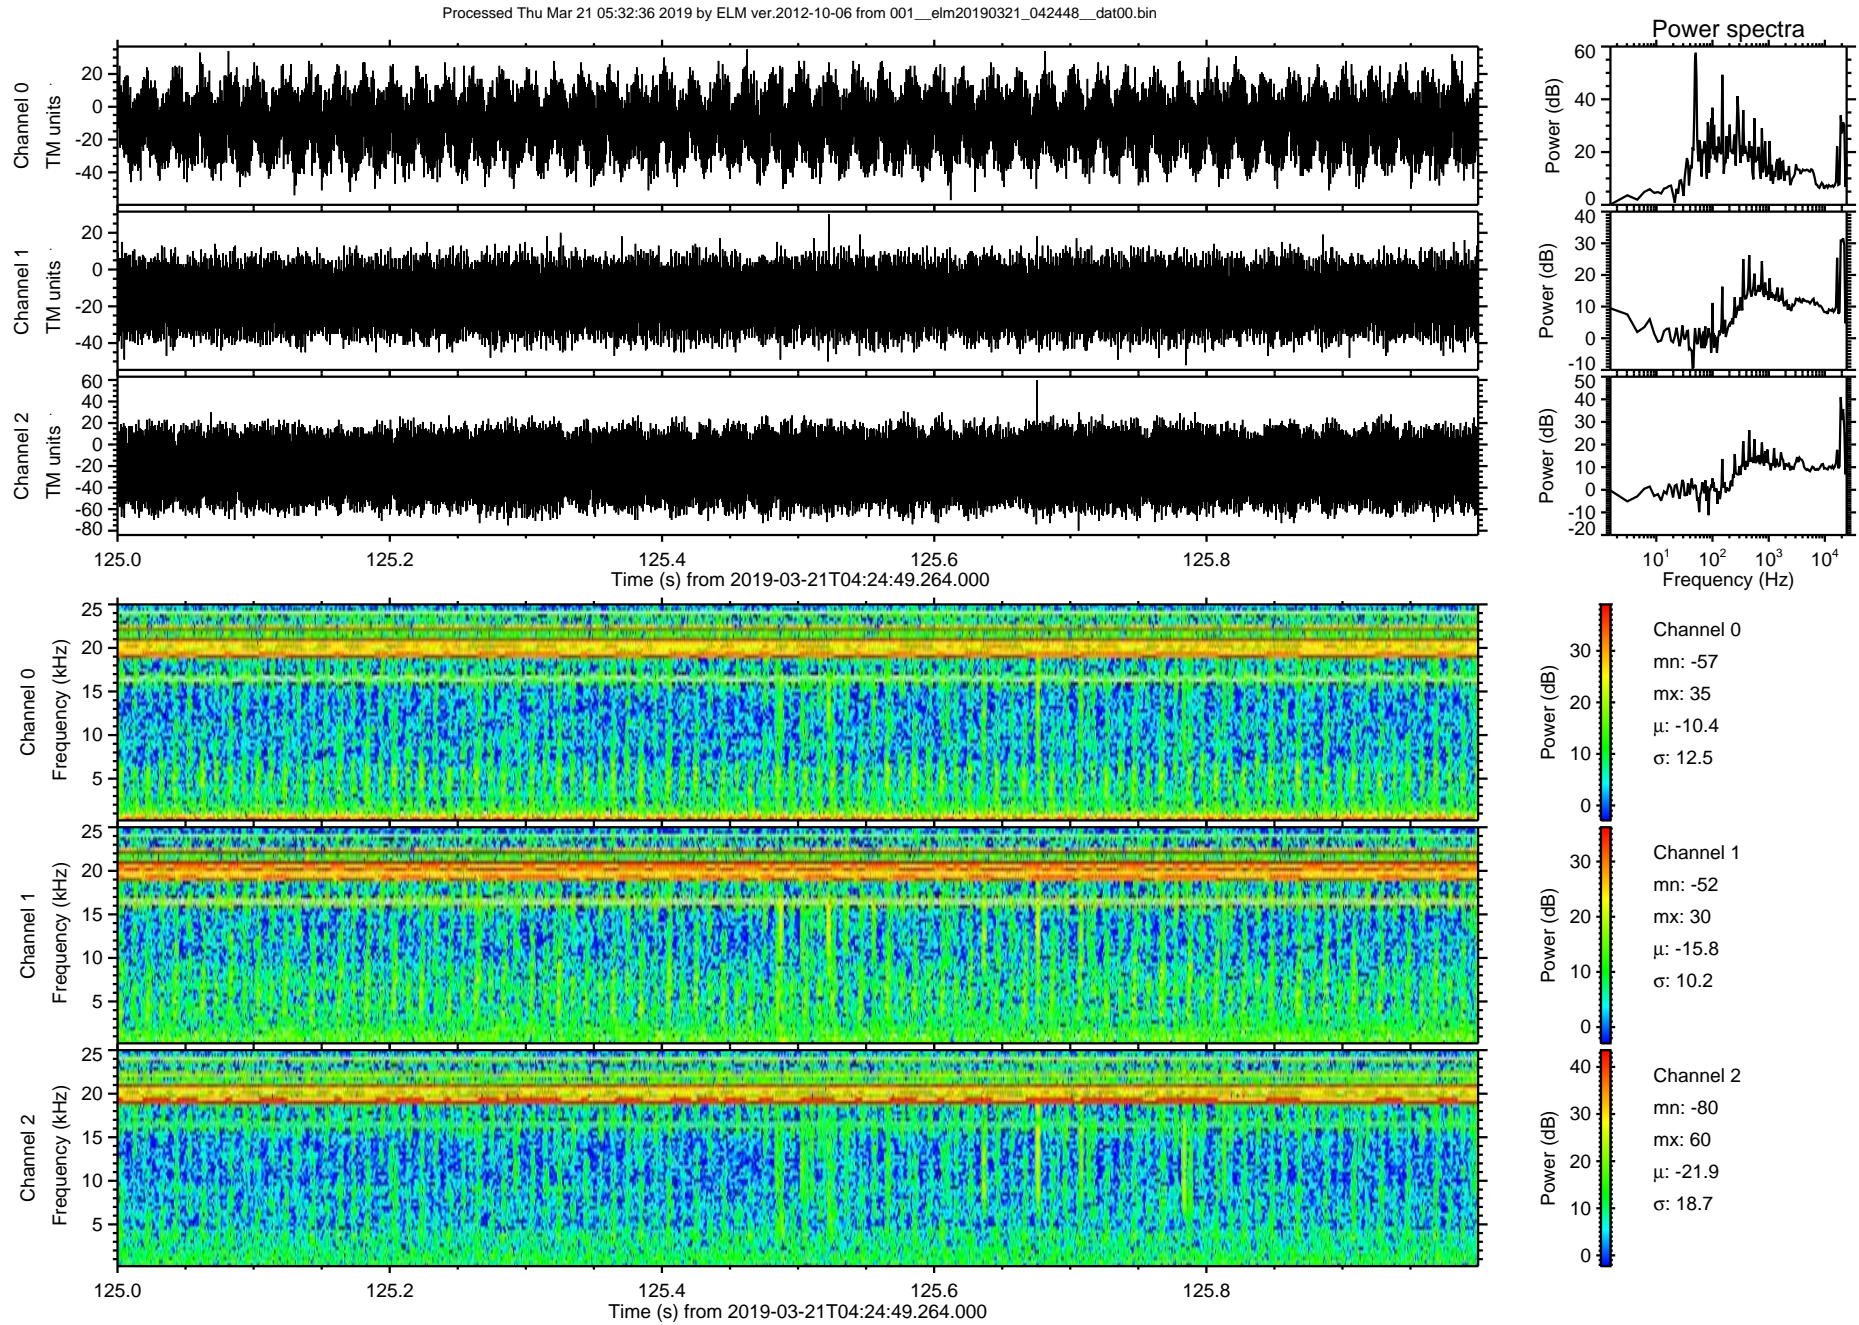 Processed Thu Mar 21 05:32:36 2019 by ELM ver.2012-10-06 from 001__elm20190321_042448__dat00.bin
Power spectra
Channel 0
TM units
20
0
-20
-40
Power (dB)
60
40
20
0
Channel 1
TM units
20
0
-20
-40
Power (dB)
40
30
20
10
0
-10
Channel 2
TM units
60
40
20
0
-20
-40
-60
-80
Power (dB)
50
40
30
20
10
0
-10
-20
125.0 125.2 125.4 125.6 125.8
Time (s) from 2019-03-21T04:24:49.264.000
10¹ 10² 10³ 10⁴
Frequency (Hz)
Channel 0
Frequency (kHz)
25
20
15
10
5
Power (dB)
30
20
10
0
Channel 0
mn: -57
mx: 35
µ: -10.4
σ: 12.5
Channel 1
Frequency (kHz)
25
20
15
10
5
Power (dB)
30
20
10
0
Channel 1
mn: -52
mx: 30
µ: -15.8
σ: 10.2
Channel 2
Frequency (kHz)
25
20
15
10
5
Power (dB)
40
30
20
10
0
Channel 2
mn: -80
mx: 60
µ: -21.9
σ: 18.7
125.0 125.2 125.4 125.6 125.8
Time (s) from 2019-03-21T04:24:49.264.000